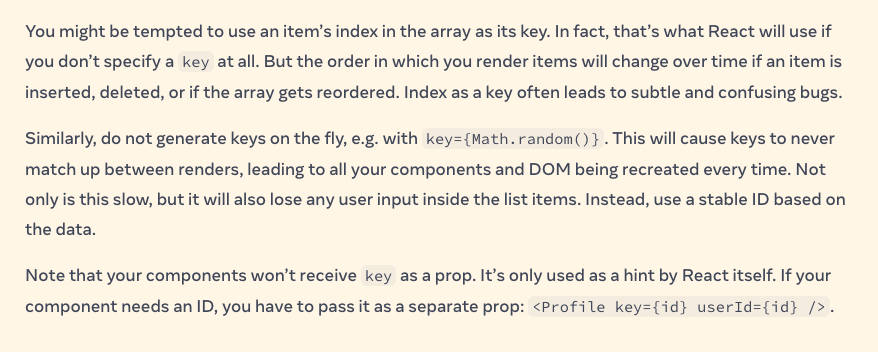 You might be tempted to use an item’s index in the array as its key. In fact, that’s what React will use if
you don’t specify a key at all. But the order in which you render items will change over time if an item is
inserted, deleted, or if the array gets reordered. Index as a key often leads to subtle and confusing bugs.
Similarly, do not generate keys on the fly, e.g. with key={Math.random()}. This will cause keys to never
match up between renders, leading to all your components and DOM being recreated every time. Not
only is this slow, but it will also lose any user input inside the list items. Instead, use a stable ID based on
the data.
Note that your components won’t receive key as a prop. It’s only used as a hint by React itself. If your
component needs an ID, you have to pass it as a separate prop: <Profile key={id} userId={id} />.